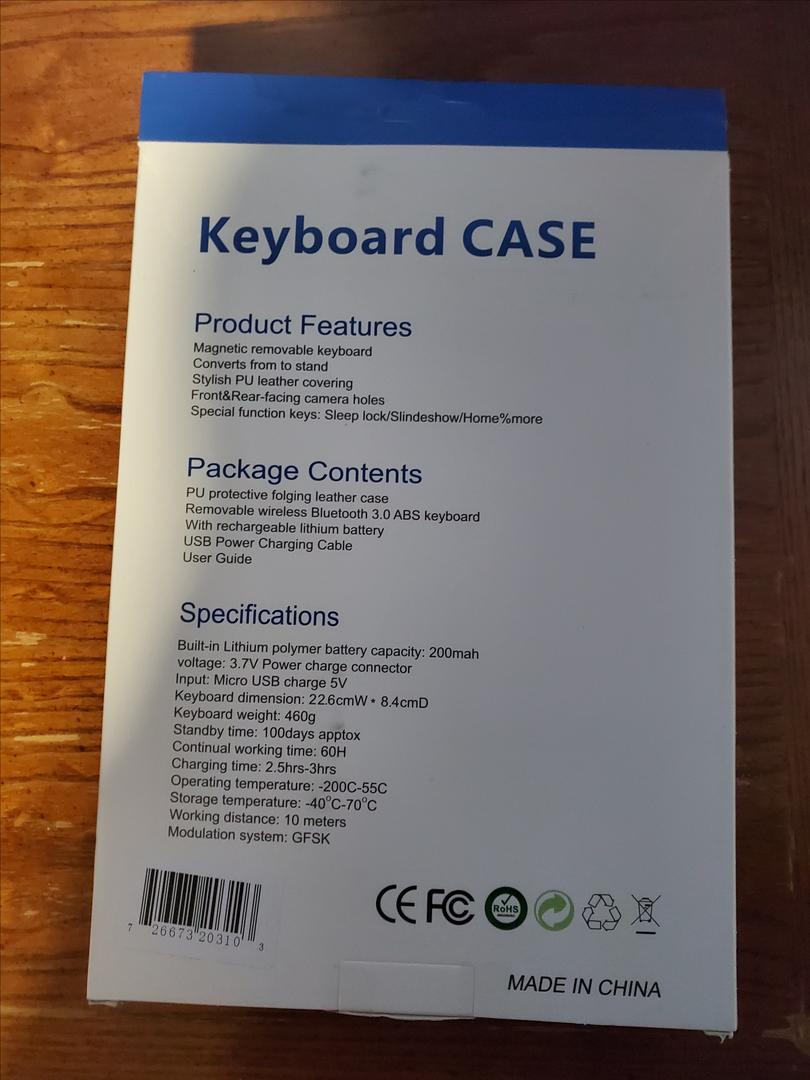 Keyboard CASE
Product Features
Magnetic removable keyboard
Converts from to stand
Stylish PU leather covering
Front&Rear-facing camera holes
Special function keys: Sleep lock/Slindeshow/Home%more
Package Contents
PU protective folging leather case
Removable wireless Bluetooth 3.0 ABS keyboard
With rechargeable lithium battery
USB Power Charging Cable
User Guide
Specifications
Built-in Lithium polymer battery capacity: 200mah
voltage: 3.7V Power charge connector
Input: Micro USB charge 5V
Keyboard dimension: 22.6cmW * 8.4cmD
Keyboard weight: 460g
Standby time: 100days apptox
Continual working time: 60H
Charging time: 2.5hrs-3hrs
Operating temperature: -200C-55C
Storage temperature: -40°C-70°C
Working distance: 10 meters
Modulation system: GFSK
7 26673 20310 3
CE FC RoHS
MADE IN CHINA